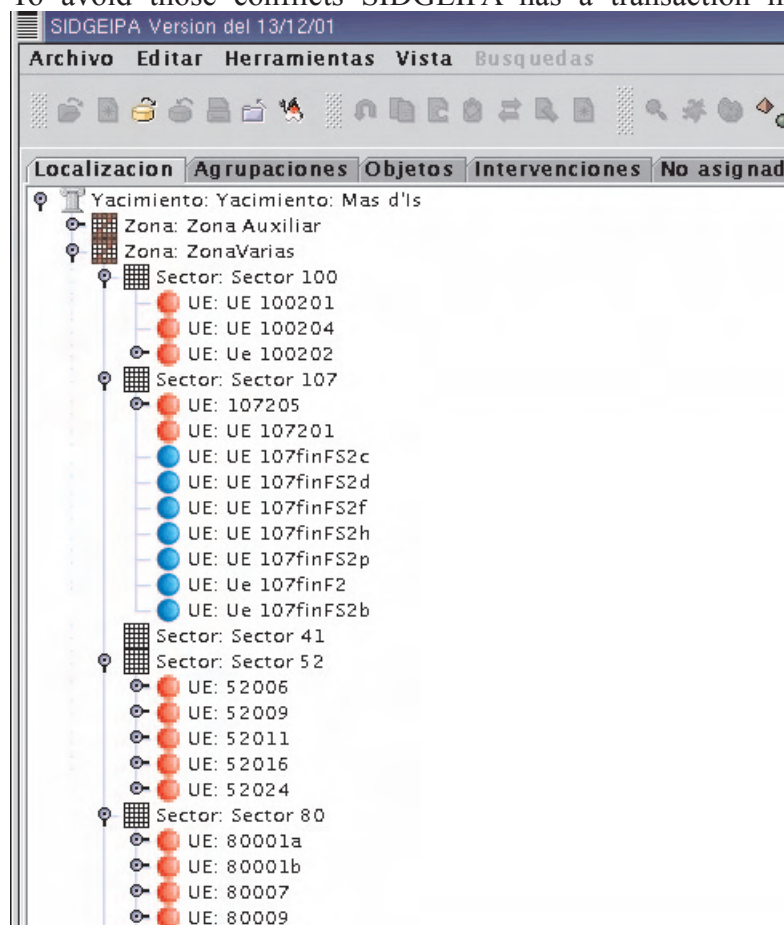 To avoid those conflicts SIDGEIPA has a transaction
SIDGEIPA Version del 13/12/01
Archivo Editar Herramientas Vista Busquedas
Localizacion Agrupaciones Objetos Intervenciones No asignad
Yacimiento: Yacimiento: Mas d'Is
Zona: Zona Auxiliar
Zona: ZonaVarias
Sector: Sector 100
UE: UE 100201
UE: UE 100204
UE: Ue 100202
Sector: Sector 107
UE: 107205
UE: UE 107201
UE: UE 107finFS2c
UE: UE 107finFS2d
UE: UE 107finFS2f
UE: UE 107finFS2h
UE: UE 107finFS2p
UE: Ue 107finF2
UE: Ue 107finFS2b
Sector: Sector 41
Sector: Sector 52
UE: 52006
UE: 52009
UE: 52011
UE: 52016
UE: 52024
Sector: Sector 80
UE: 80001a
UE: 80001b
UE: 80007
UE: 80009